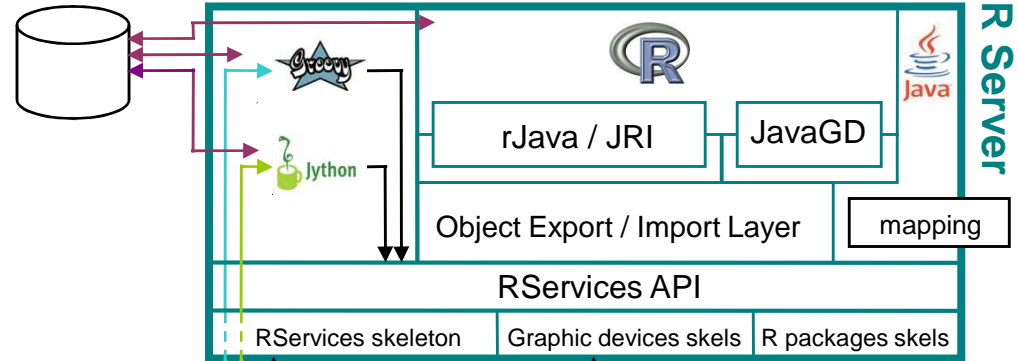 Groovy
Jython
R
Java
R Server
rJava / JRI
JavaGD
Object Export / Import Layer
mapping
RServices API
RServices skeleton
Graphic devices skels
R packages skels